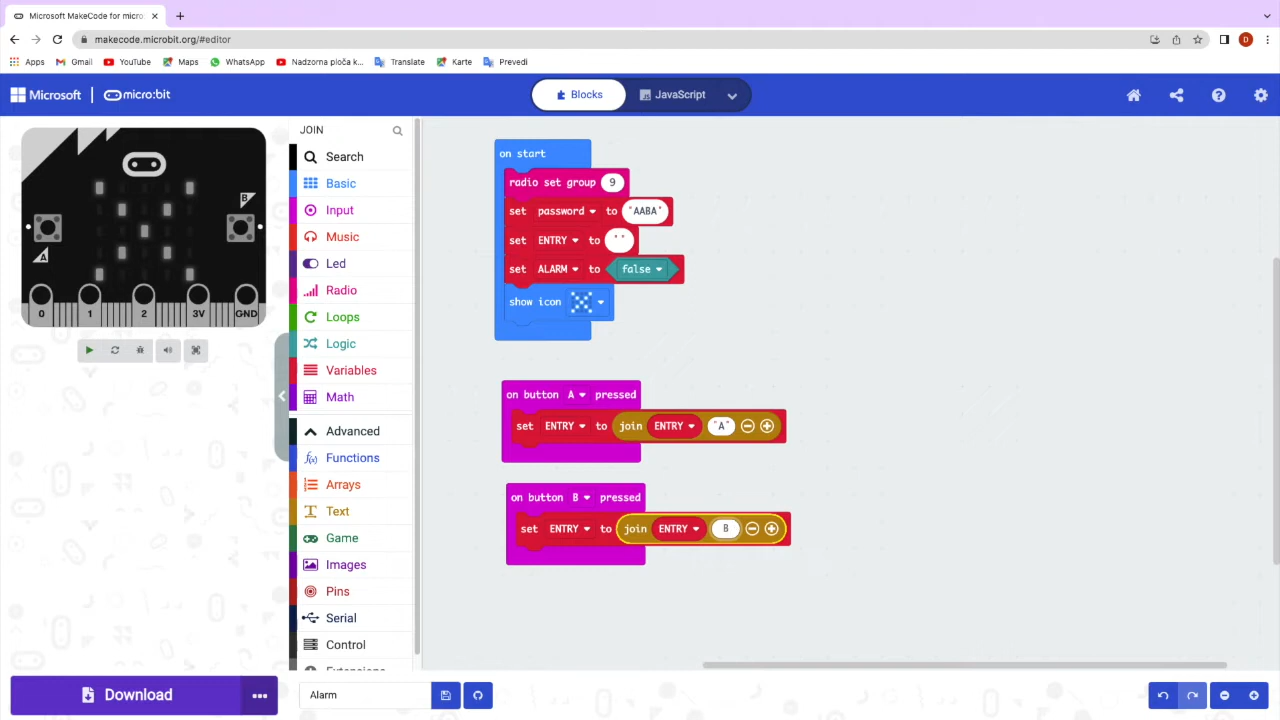 Microsoft MakeCode for micro:
makecode.microbit.org/#editor
D
Apps
Gmail
YouTube
Maps
WhatsApp
Nadzorna ploča k...
Translate
Karte
Prevedi
Microsoft
micro:bit
Blocks
JavaScript
A
B
0
1
2
3V
GND
JOIN
Search
Basic
Input
Music
Led
Radio
Loops
Logic
Variables
Math
Advanced
Functions
Arrays
Text
Game
Images
Pins
Serial
Control
Extensions
on start
radio set group 9
set password to "AABA"
set ENTRY to " "
set ALARM to false
show icon
on button A pressed
set ENTRY to join ENTRY "A"
on button B pressed
set ENTRY to join ENTRY B
Download
Alarm